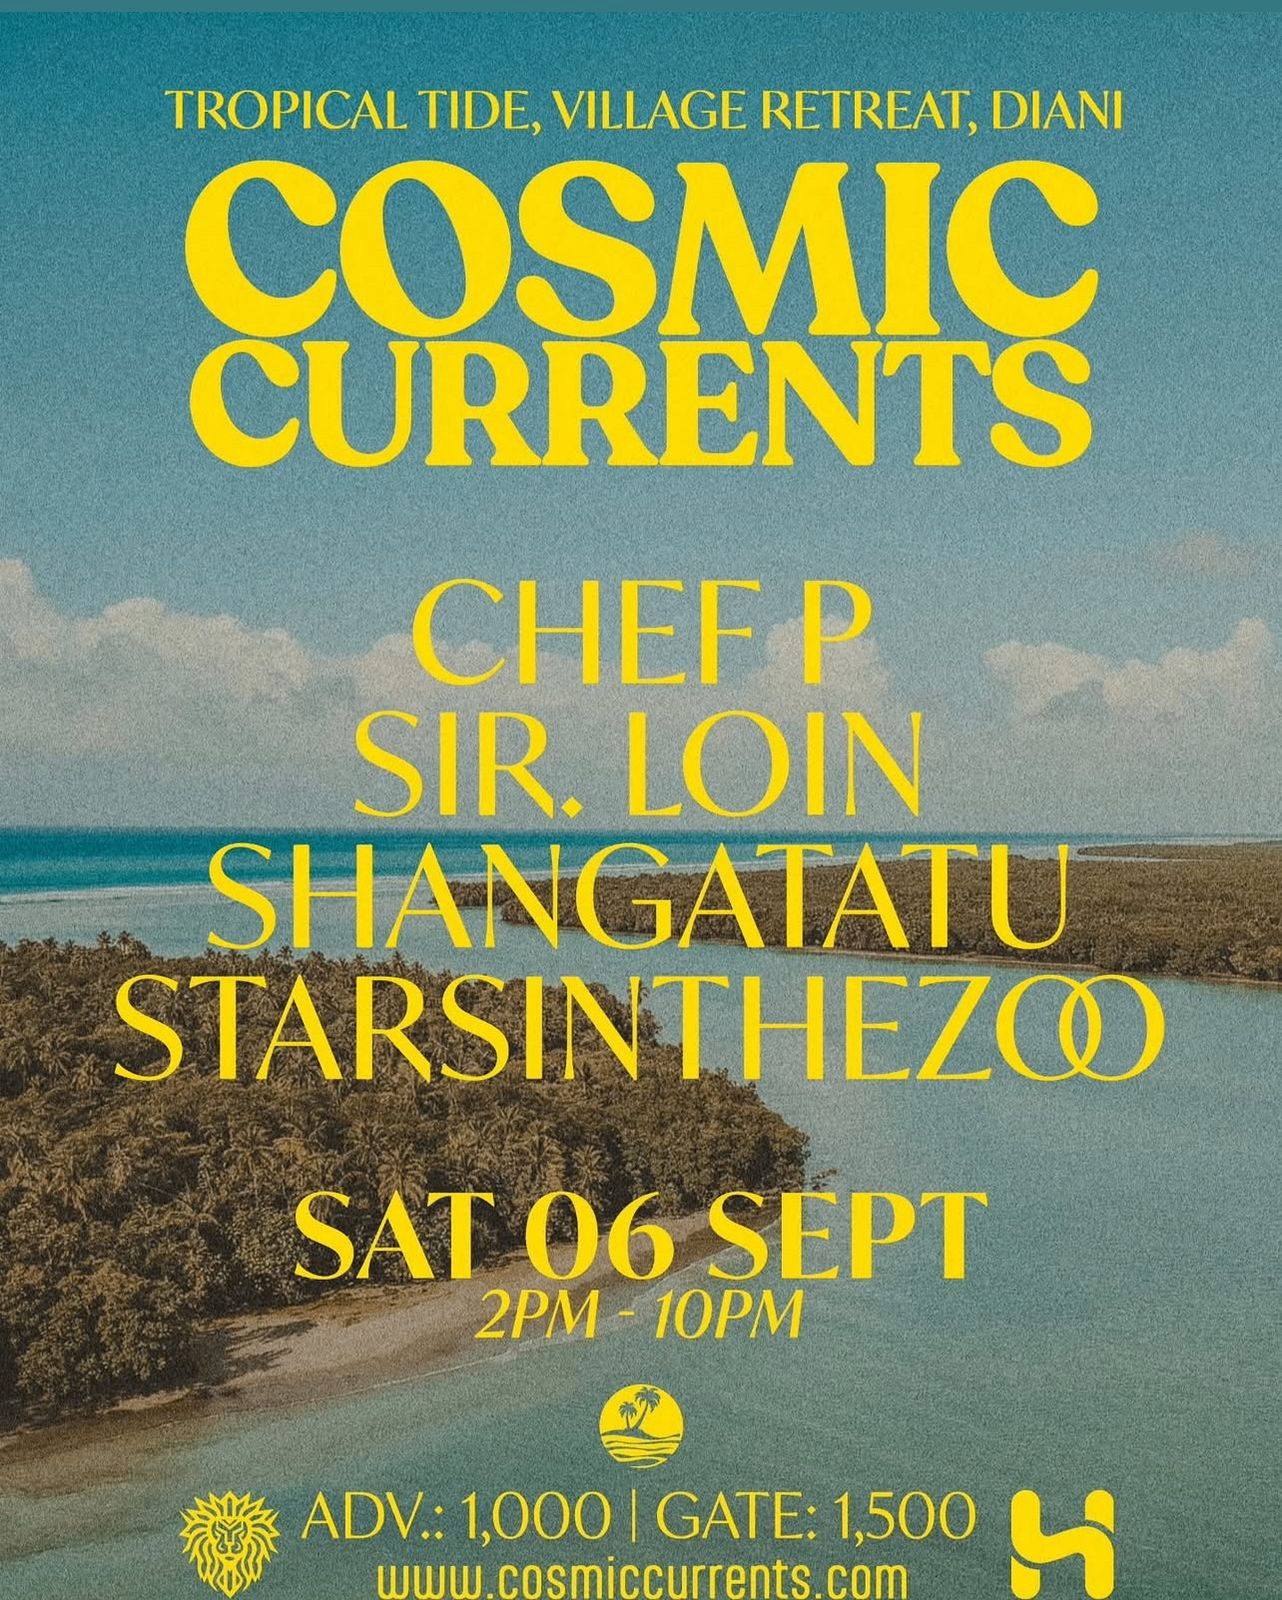 TROPICAL TIDE, VILLAGE RETREAT, DIANI
COSMIC
CURRENTS
CHEF P
SIR. LOIN
SHANGATATU
STARSINTHEZOO
SAT 06 SEPT
2PM - 10PM
ADV.: 1,000 | GATE: 1,500
www.cosmiccurrents.com